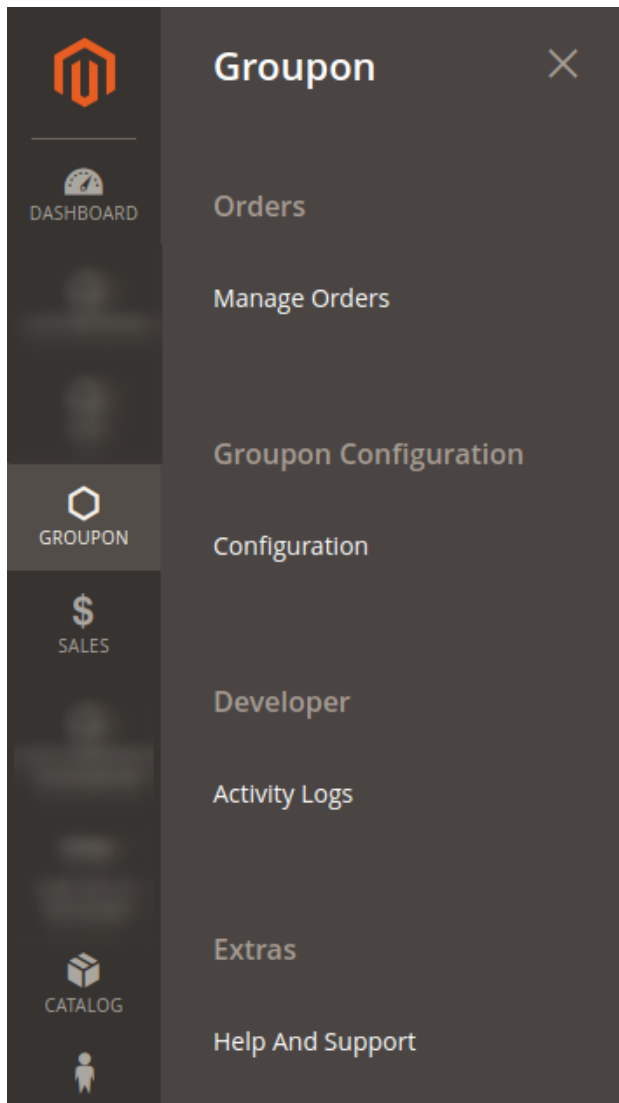 DASHBOARD
GROUPON
SALES
CATALOG
Groupon
Orders
Manage Orders
Groupon Configuration
Configuration
Developer
Activity Logs
Extras
Help And Support